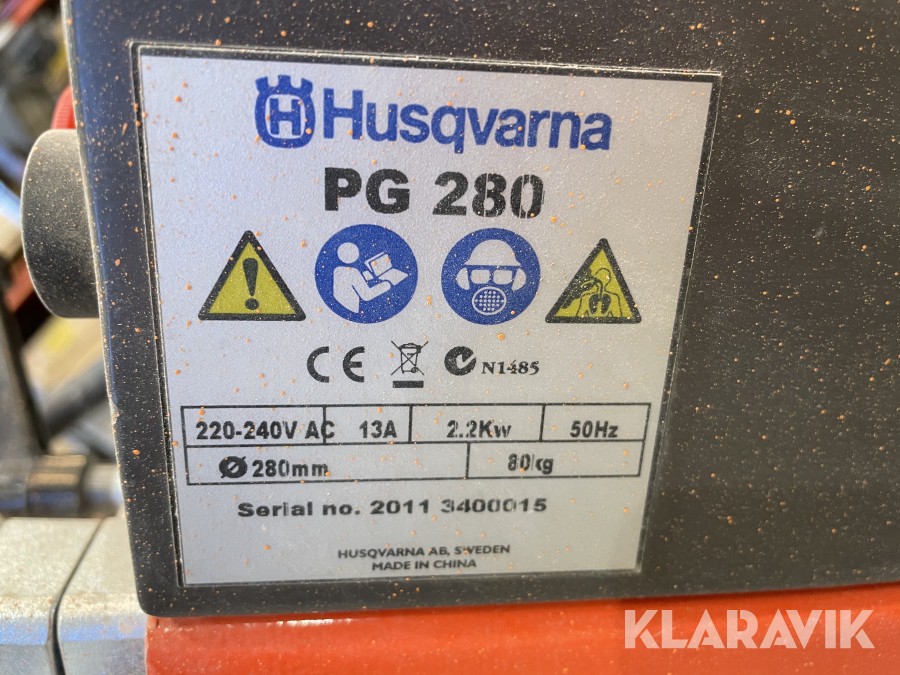 Husqvarna
PG 280
CE N1485
220-240V AC 13A 2.2Kw 50Hz
Ø 280mm 80kg
Serial no. 2011 3400015
HUSQVARNA AB, SWEDEN
MADE IN CHINA
KLARAVIK